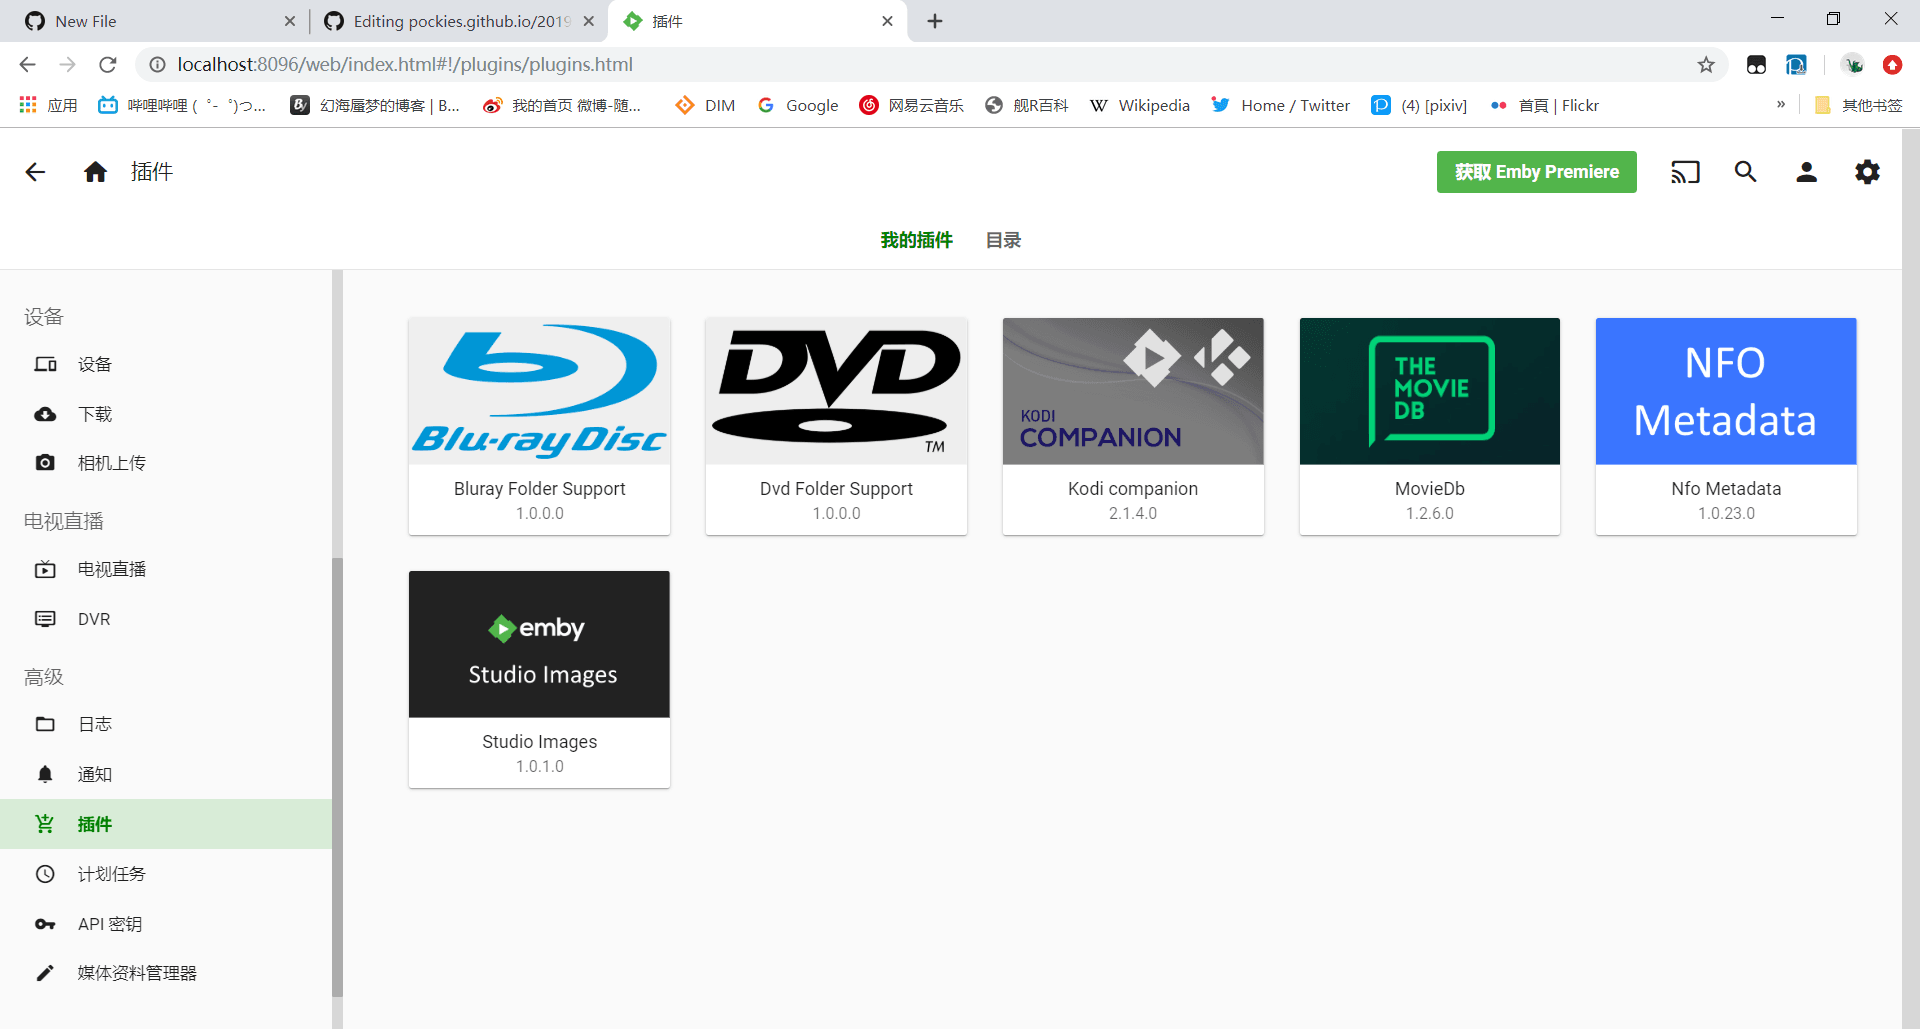 New File
Editing pockies.github.io/2019
插件
localhost:8096/web/index.html#!/plugins/plugins.html
应用
哔哩哔哩 (゜-゜)つ...
幻海蜃梦的博客 | B...
我的首页 微博-随...
DIM
Google
网易云音乐
舰R百科
Wikipedia
Home / Twitter
(4) [pixiv]
首頁 | Flickr
»
其他书签
插件
获取 Emby Premiere
我的插件
目录
设备
设备
下载
相机上传
电视直播
电视直播
DVR
高级
日志
通知
插件
计划任务
API 密钥
媒体资料管理器
Blu-ray Disc
Bluray Folder Support
1.0.0.0
DVD
TM
Dvd Folder Support
1.0.0.0
KODI
COMPANION
Kodi companion
2.1.4.0
THE
MOVIE
DB
MovieDb
1.2.6.0
NFO
Metadata
Nfo Metadata
1.0.23.0
emby
Studio Images
Studio Images
1.0.1.0